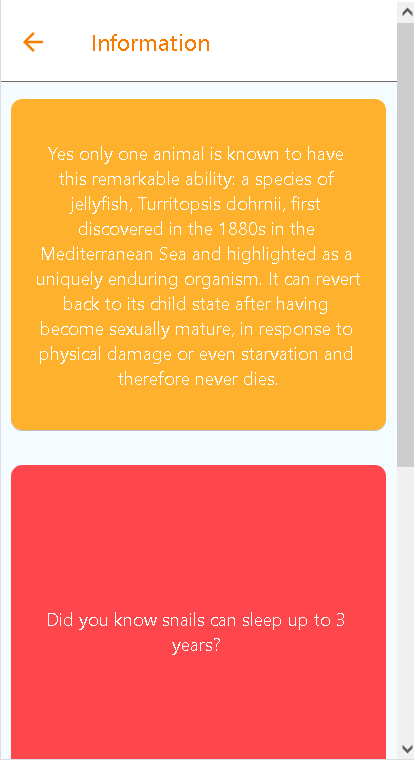 Information
Yes only one animal is known to have
this remarkable ability: a species of
jellyfish, Turritopsis dohrnii, first
discovered in the 1880s in the
Mediterranean Sea and highlighted as a
uniquely enduring organism. It can revert
back to its child state after having
become sexually mature, in response to
physical damage or even starvation and
therefore never dies.
Did you know snails can sleep up to 3
years?